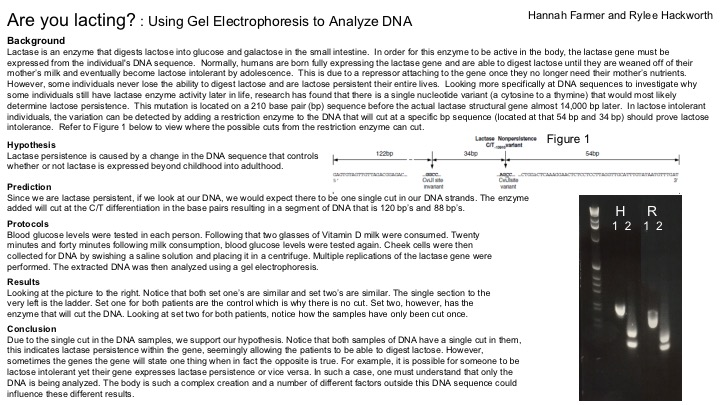 Are you lacting? : Using Gel Electrophoresis to Analyze DNA
Hannah Farmer and Rylee Hackworth
Background
Lactase is an enzyme that digests lactose into glucose and galactose in the small intestine. In order for this enzyme to be active in the body, the lactase gene must be
expressed from the individual's DNA sequence. Normally, humans are born fully expressing the lactase gene and are able to digest lactose until they are weaned off of their
mother's milk and eventually become lactose intolerant by adolescence. This is due to a repressor attaching to the gene once they no longer need their mother's nutrients.
However, some individuals never lose the ability to digest lactose and are lactose persistent their entire lives. Looking more specifically at DNA sequences to investigate why
some individuals still have lactase enzyme activity later in life, research has found that there is a single nucleotide variant (a cytosine to a thymine) that would most likely
determine lactose persistence. This mutation is located on a 210 base pair (bp) sequence before the actual lactase structural gene almost 14,000 bp later. In lactose intolerant
individuals, the variation can be detected by adding a restriction enzyme to the DNA that will cut at a specific bp sequence (located at that 54 bp and 34 bp) should prove lactose
intolerance. Refer to Figure 1 below to view where the possible cuts from the restriction enzyme can cut.
Lactase Nonpersistence
C/T variant
Figure 1
122bp
34bp
54bp
CviJI site
invariant
variant
Hypothesis
Lactase persistence is caused by a change in the DNA sequence that controls
whether or not lactase is expressed beyond childhood into adulthood.
Prediction
Since we are lactase persistent, if we look at our DNA, we would expect there to be one single cut in our DNA strands. The enzyme
added will cut at the C/T differentiation in the base pairs resulting in a segment of DNA that is 120 bp's and 88 bp's.
Protocols
Blood glucose levels were tested in each person. Following that two glasses of Vitamin D milk were consumed. Twenty
minutes and forty minutes following milk consumption, blood glucose levels were tested again. Cheek cells were then
collected for DNA by swishing a saline solution and placing it in a centrifuge. Multiple replications of the lactase gene were
performed. The extracted DNA was then analyzed using a gel electrophoresis.
Results
Looking at the picture to the right. Notice that both set one's are similar and set two's are similar. The single section to the
very left is the ladder. Set one for both patients are the control which is why there is no cut. Set two, however, has the
enzyme that will cut the DNA. Looking at set two for both patients, notice how the samples have only been cut once.
Conclusion
Due to the single cut in the DNA samples, we support our hypothesis. Notice that both samples of DNA have a single cut in them,
this indicates lactase persistence within the gene, seemingly allowing the patients to be able to digest lactose. However,
sometimes the genes the gene will state one thing when in fact the opposite is true. For example, it is possible for someone to be
lactose intolerant yet their gene expresses lactase persistence or vice versa. In such a case, one must understand that only the
DNA is being analyzed. The body is such a complex creation and a number of different factors outside this DNA sequence could
influence these different results.
H R
1 2 1 2